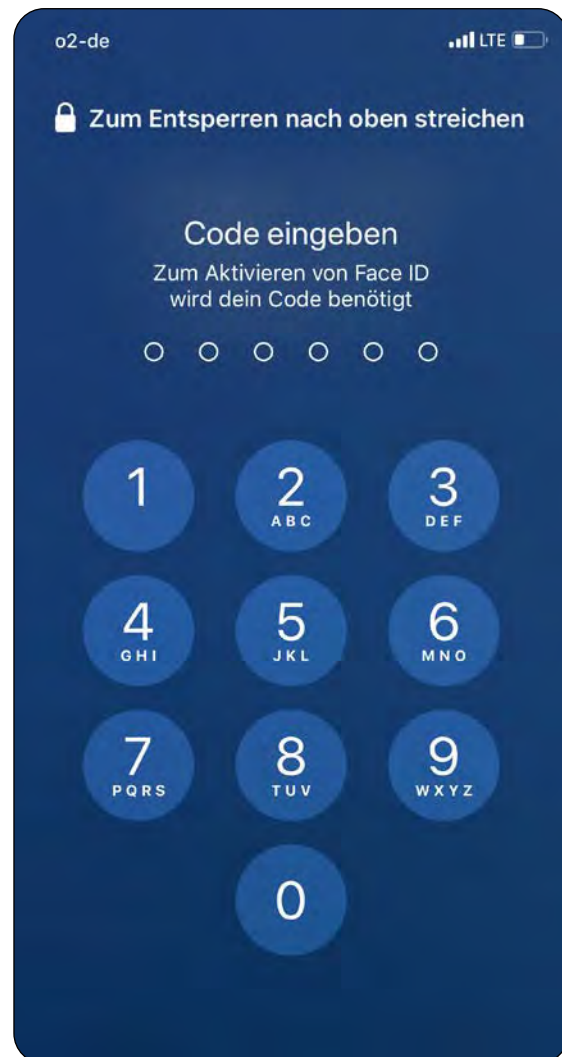 o2-de LTE
Zum Entsperren nach oben streichen
Code eingeben
Zum Aktivieren von Face ID
wird dein Code benötigt
1 2 3
ABC DEF
4 5 6
GHI JKL MNO
7 8 9
PQRS TUV WXYZ
0